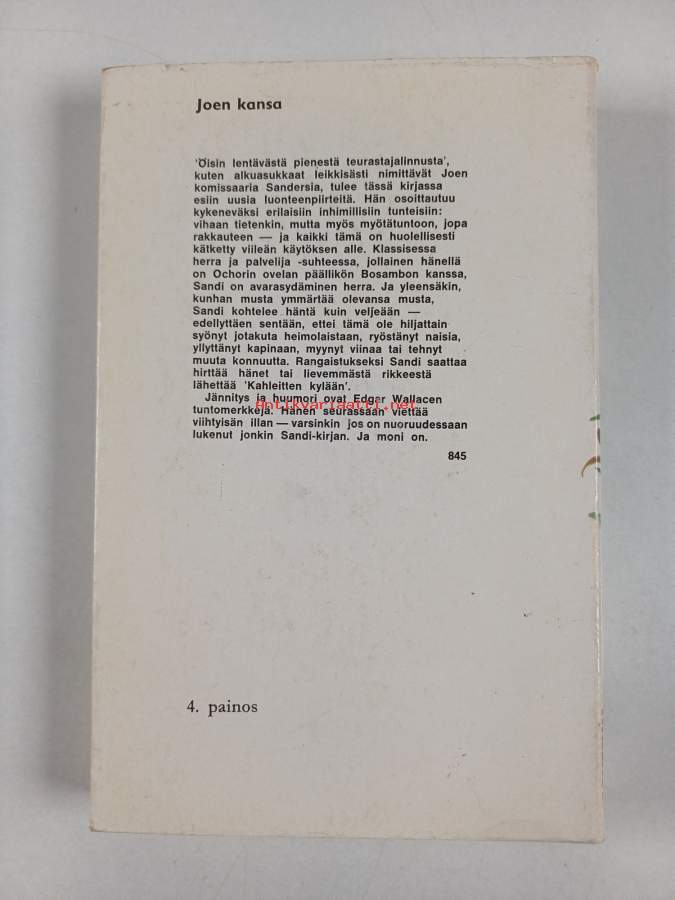 Joen kansa
'Öisin lentävästä pienestä teurastajalinnusta',
kuten alkuasukkaat leikkisästi nimittävät Joen
komissaaria Sandersia, tulee tässä kirjassa
esiin uusia luonteenpiirteitä. Hän osoittautuu
kykeneväksi erilaisiin inhimillisiin tunteisiin:
vihaan tietenkin, mutta myös myötätuntoon, jopa
rakkauteen — ja kaikki tämä on huolellisesti
kätketty viileän käytöksen alle. Klassisessa
herra ja palvelija -suhteessa, jollainen hänellä
on Ochorin ovelan päällikön Bosambon kanssa,
Sandi on avarasydäminen herra. Ja yleensäkin,
kunhan musta ymmärtää olevansa musta,
Sandi kohtelee häntä kuin veljeään —
edellyttäen sentään, ettei tämä ole hiljattain
syönyt jotakuta heimolaistaan, ryöstänyt naisia,
yllyttänyt kapinaan, myynyt viinaa tai tehnyt
muuta konnuutta. Rangaistukseksi Sandi saattaa
hirttää hänet tai lievemmästä rikkeestä
lähettää 'Kahleitten kylään'.
Jännitys ja huumori ovat Edgar Wallacen
antikvariaatti.net
tuntomerkkejä. Hänen seurassaan viettää
viihtyisän illan — varsinkin jos on nuoruudessaan
lukenut jonkin Sandi-kirjan. Ja moni on.
845
4. painos